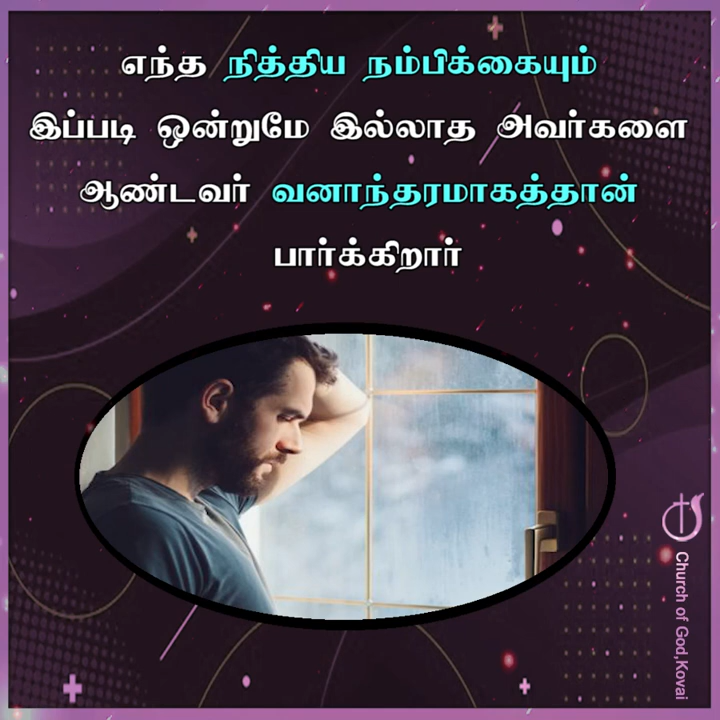 எந்த நித்திய நம்பிக்கையும்
இப்படி ஒன்றுமே இல்லாத அவர்களை
ஆண்டவர் வனாந்தரமாகத்தான்
பார்க்கிறார்
Church of God,Kovai